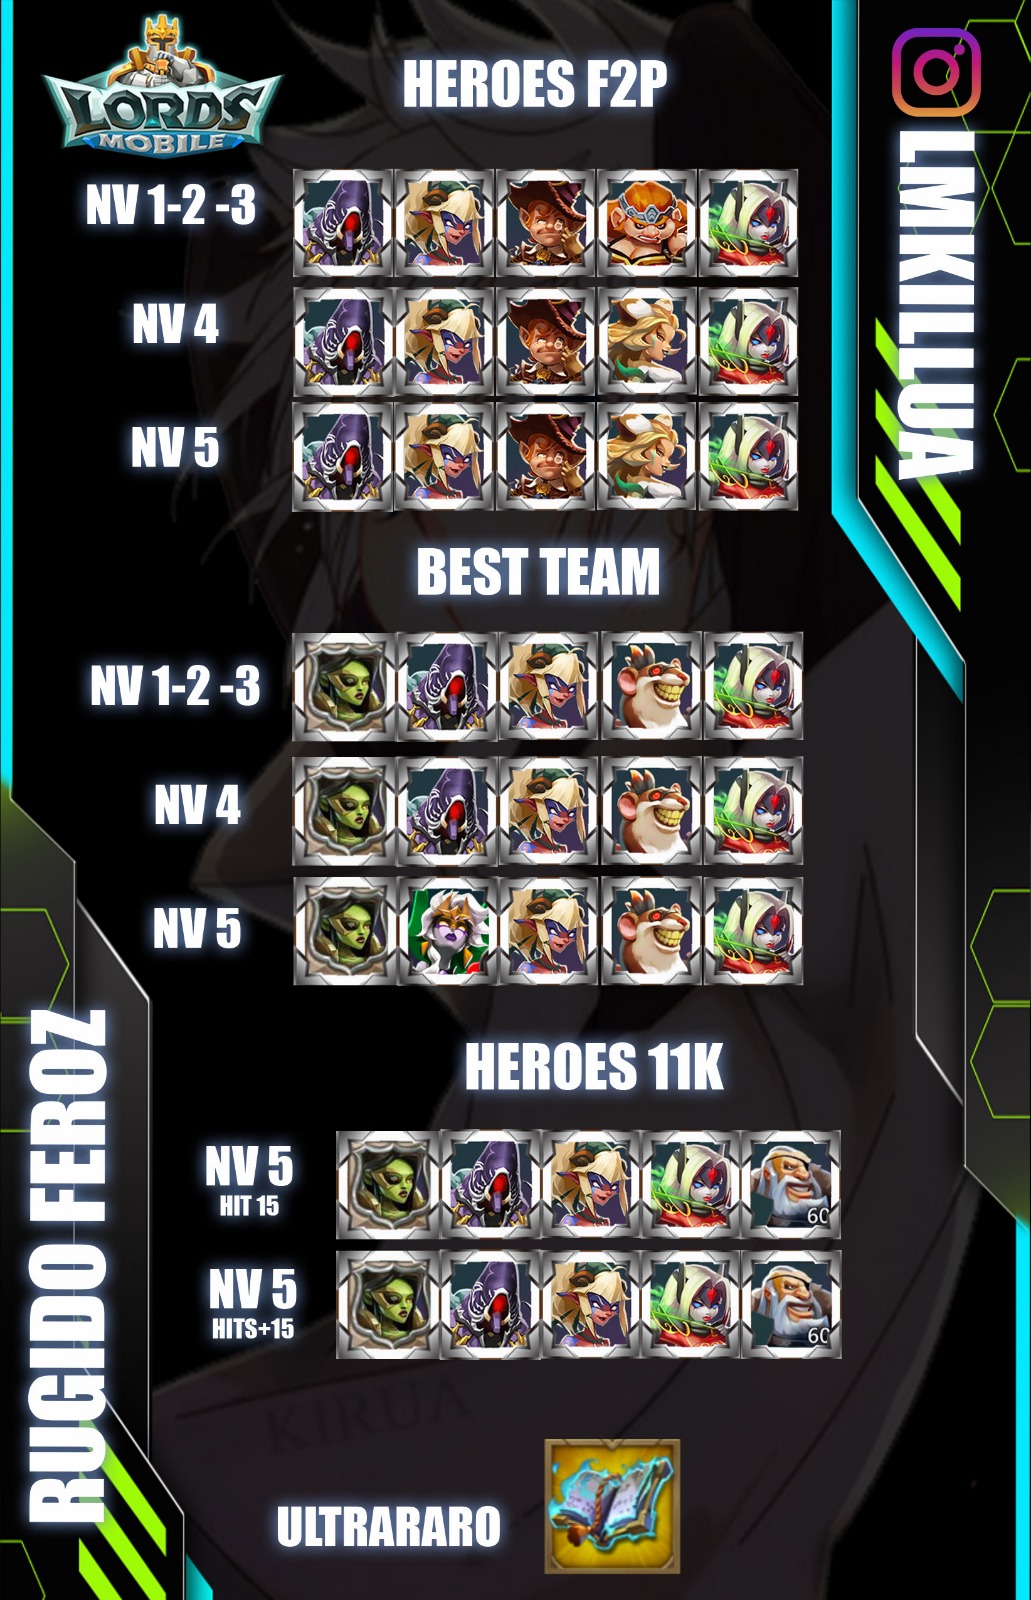 LORDS
MOBILE
HEROES F2P
NV 1-2 -3
NV 4
NV 5
BEST TEAM
NV 1-2 -3
NV 4
NV 5
HEROES 11K
NV 5
HIT 15
60
NV 5
HITS+15
60
ULTRARARO
LMKILLUA
RUGIDO FEROZ
KIRUA